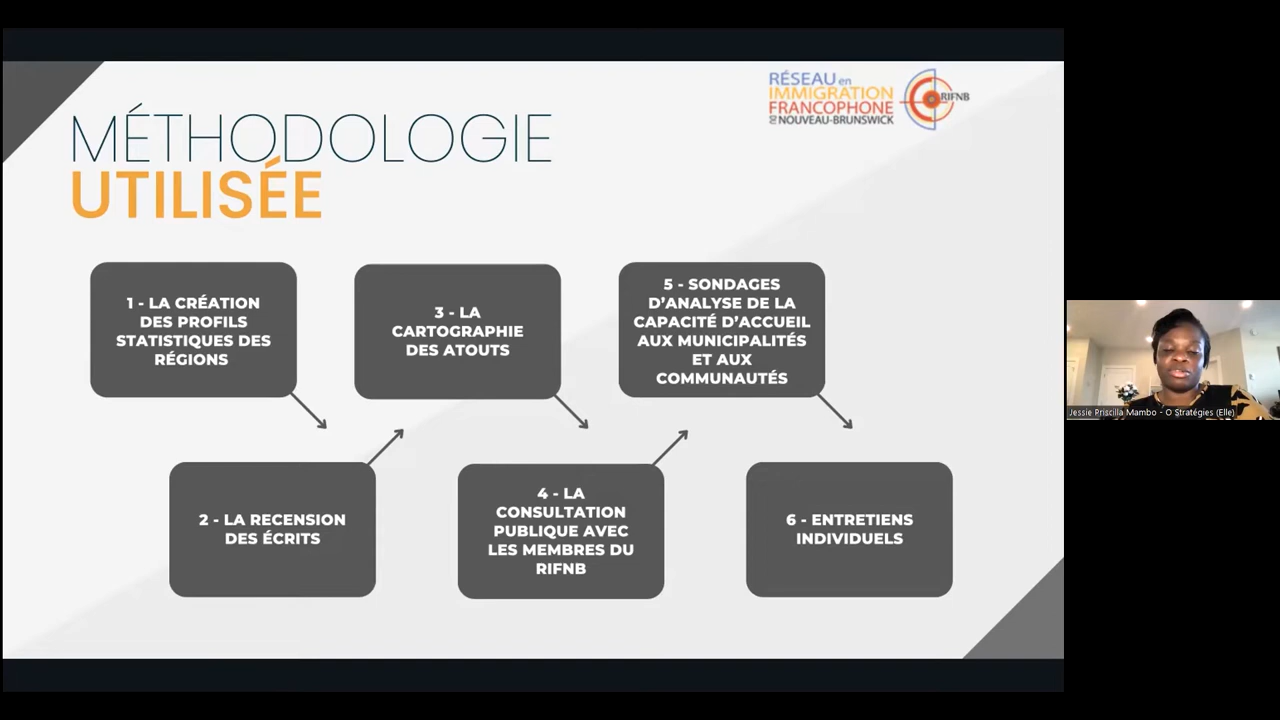 RÉSEAU en
IMMIGRATION
FRANCOPHONE
DU NOUVEAU-BRUNSWICK
RIFNB
MÉTHODOLOGIE
UTILISÉE
1 - LA CRÉATION
DES PROFILS
STATISTIQUES DES
RÉGIONS
3 - LA
CARTOGRAPHIE
DES ATOUTS
5 - SONDAGES
D’ANALYSE DE LA
CAPACITÉ D’ACCUEIL
AUX MUNICIPALITÉS
ET AUX
COMMUNAUTÉS
2 - LA RECENSION
DES ÉCRITS
4 - LA
CONSULTATION
PUBLIQUE AVEC
LES MEMBRES DU
RIFNB
6 - ENTRETIENS
INDIVIDUELS
Jessie Priscilla Mambo - O Stratégies (Elle)